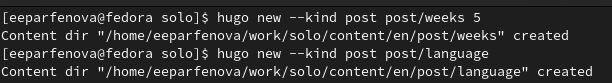 [eeparfenova@fedora solo]$ hugo new --kind post post/weeks 5
Content dir "/home/eeparfenova/work/solo/content/en/post/weeks" created
[eeparfenova@fedora solo]$ hugo new --kind post post/language
Content dir "/home/eeparfenova/work/solo/content/en/post/language" created